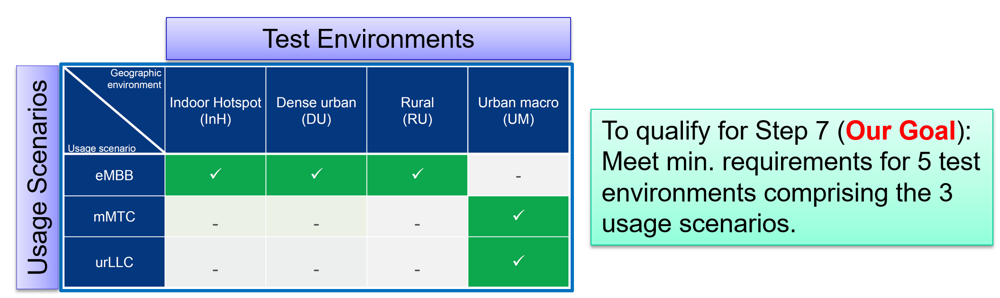 Test Environments
Usage Scenarios
Geographic
environment
Usage scenario
Indoor Hotspot
(InH)
Dense urban
(DU)
Rural
(RU)
Urban macro
(UM)
eMBB
✓
✓
✓
-
mMTC
-
-
-
✓
urLLC
-
-
-
✓
To qualify for Step 7 (Our Goal):
Meet min. requirements for 5 test
environments comprising the 3
usage scenarios.